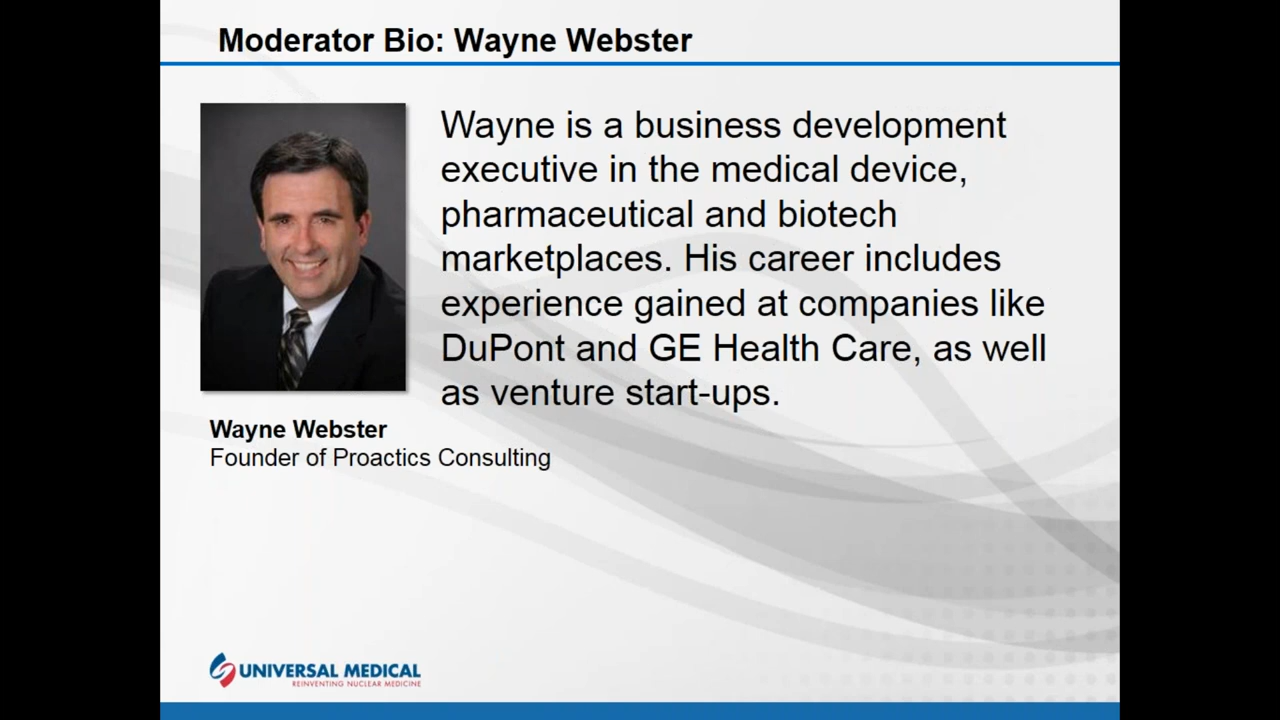 Moderator Bio: Wayne Webster
Wayne is a business development
executive in the medical device,
pharmaceutical and biotech
marketplaces. His career includes
experience gained at companies like
DuPont and GE Health Care, as well
as venture start-ups.
Wayne Webster
Founder of Proactics Consulting
UNIVERSAL MEDICAL
REINVENTING NUCLEAR MEDICINE